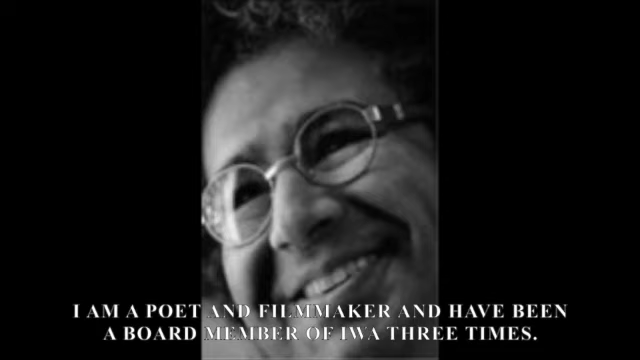 I AM A POET AND FILMMAKER AND HAVE BEEN
A BOARD MEMBER OF IWA THREE TIMES.